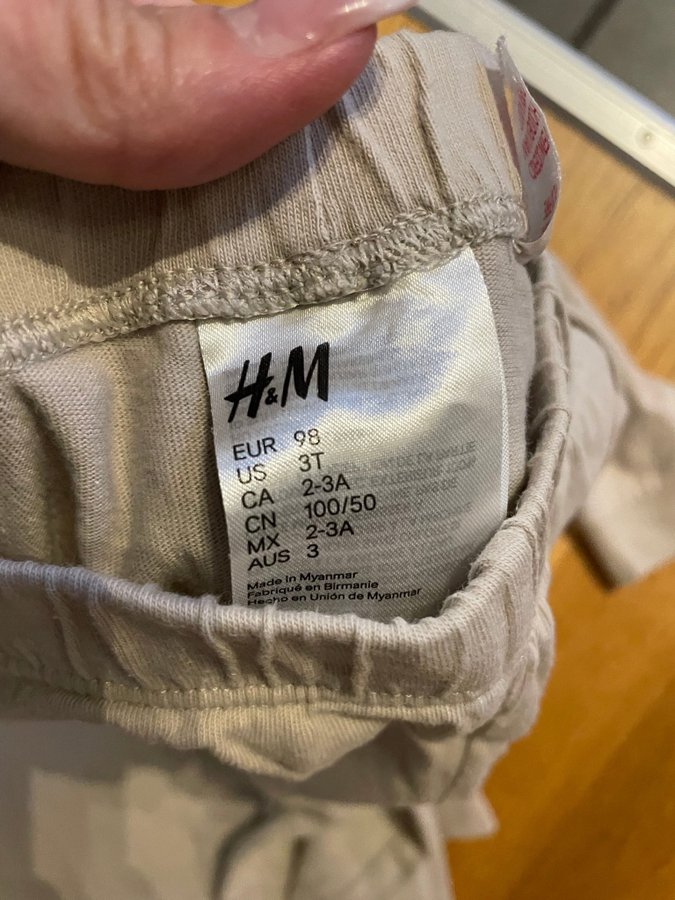 H&M
EUR 98
US 3T
CA 2-3A
CN 100/50
MX 2-3A
AUS 3
Made in Myanmar
Fabriqué en Birmanie
Hecho en Unión de Myanmar